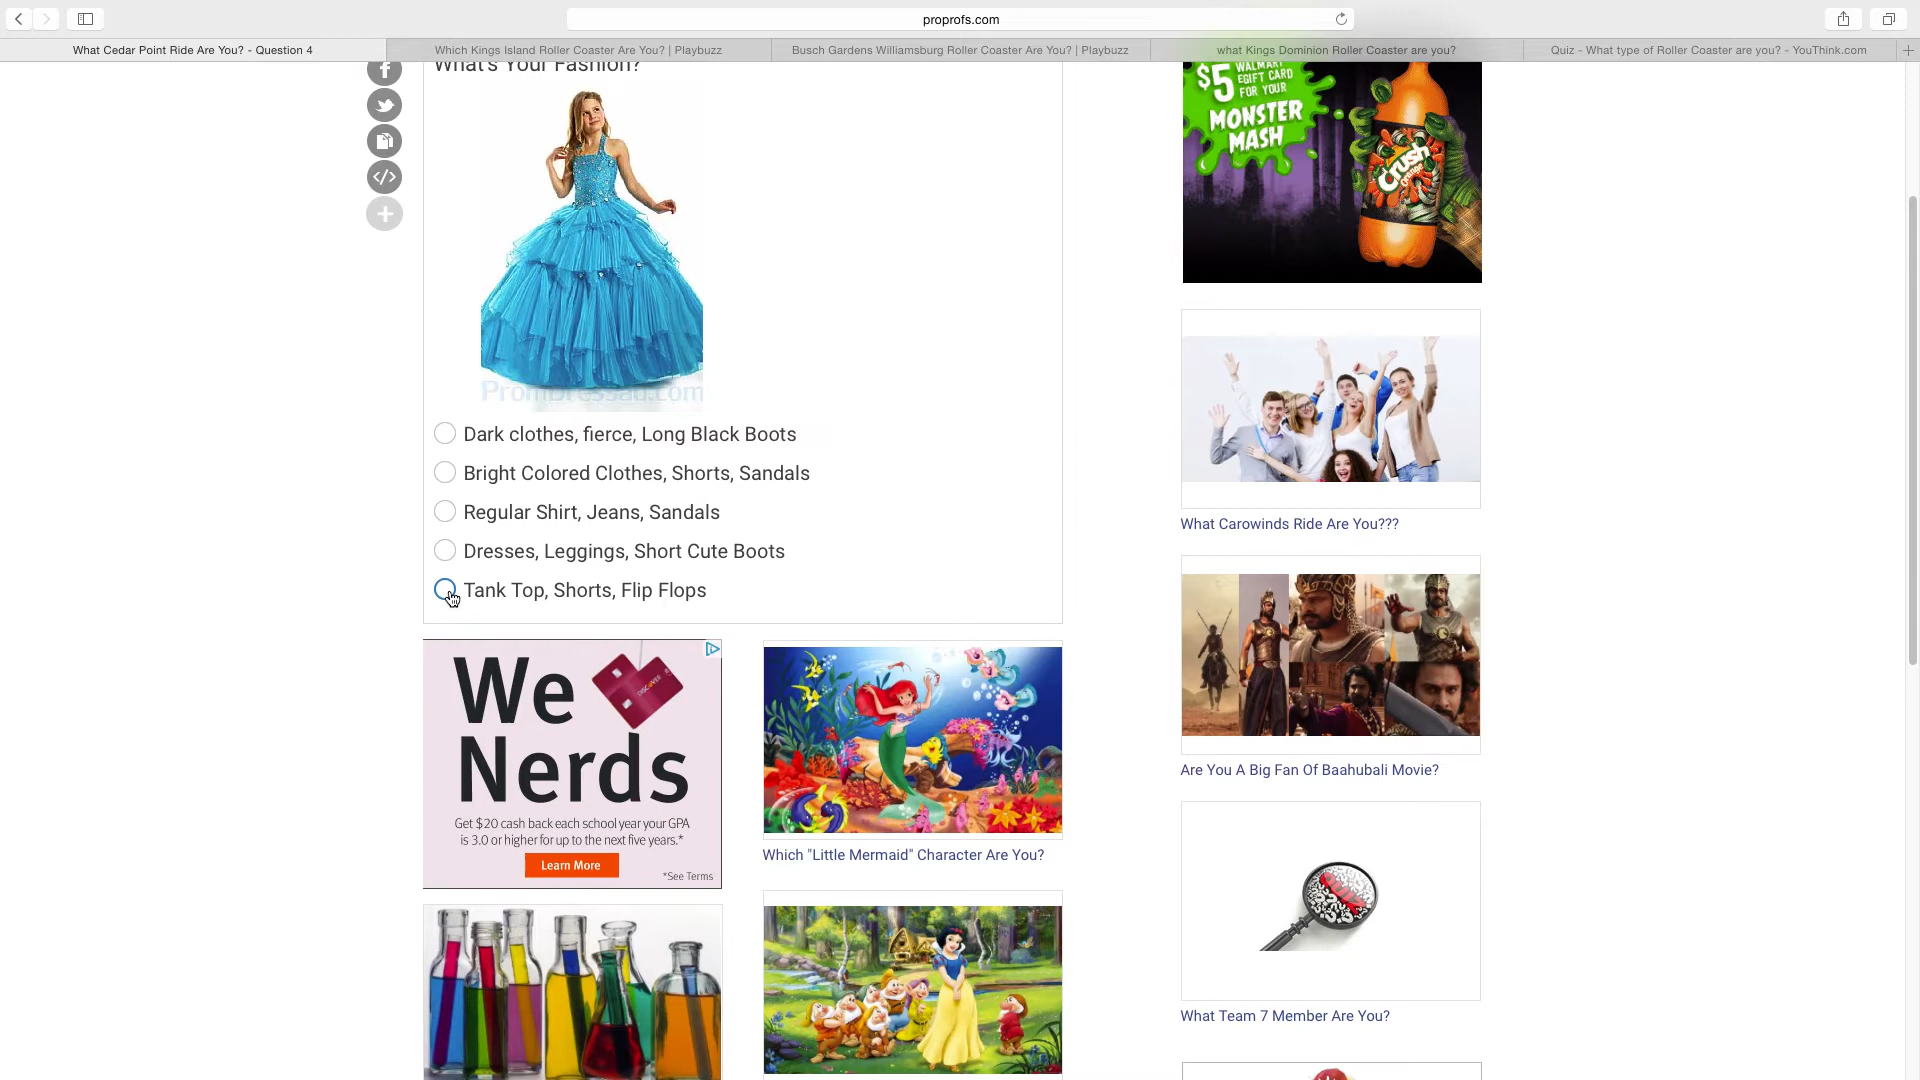 proprofs.com
What Cedar Point Ride Are You? - Question 4
Which Kings Island Roller Coaster Are You? | Playbuzz
Busch Gardens Williamsburg Roller Coaster Are You? | Playbuzz
what Kings Dominion Roller Coaster are you?
Quiz - What type of Roller Coaster are you? - YouThink.com
What's Your Fashion?
PromDressau.com
Dark clothes, fierce, Long Black Boots
Bright Colored Clothes, Shorts, Sandals
Regular Shirt, Jeans, Sandals
Dresses, Leggings, Short Cute Boots
Tank Top, Shorts, Flip Flops
We
DISCOVER
Nerds
Get $20 cash back each school year your GPA
is 3.0 or higher for up to the next five years.*
Learn More
*See Terms
Which "Little Mermaid" Character Are You?
$5 WALMART
EGIFT CARD
FOR YOUR
MONSTER
MASH
Crush
Orange
What Carowinds Ride Are You???
Are You A Big Fan Of Baahubali Movie?
QUIZ
What Team 7 Member Are You?